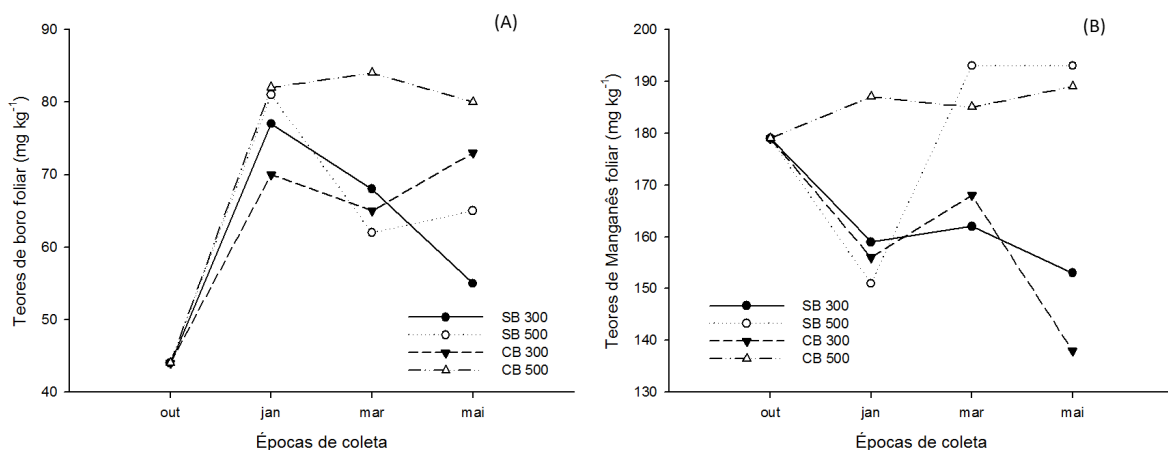 (A)
Teores de boro foliar (mg kg⁻¹)
90
80
70
60
50
40
out jan mar mai
Épocas de coleta
SB 300
SB 500
CB 300
CB 500
(B)
Teores de Manganês foliar (mg kg⁻¹)
200
190
180
170
160
150
140
130
out jan mar mai
Épocas de coleta
SB 300
SB 500
CB 300
CB 500